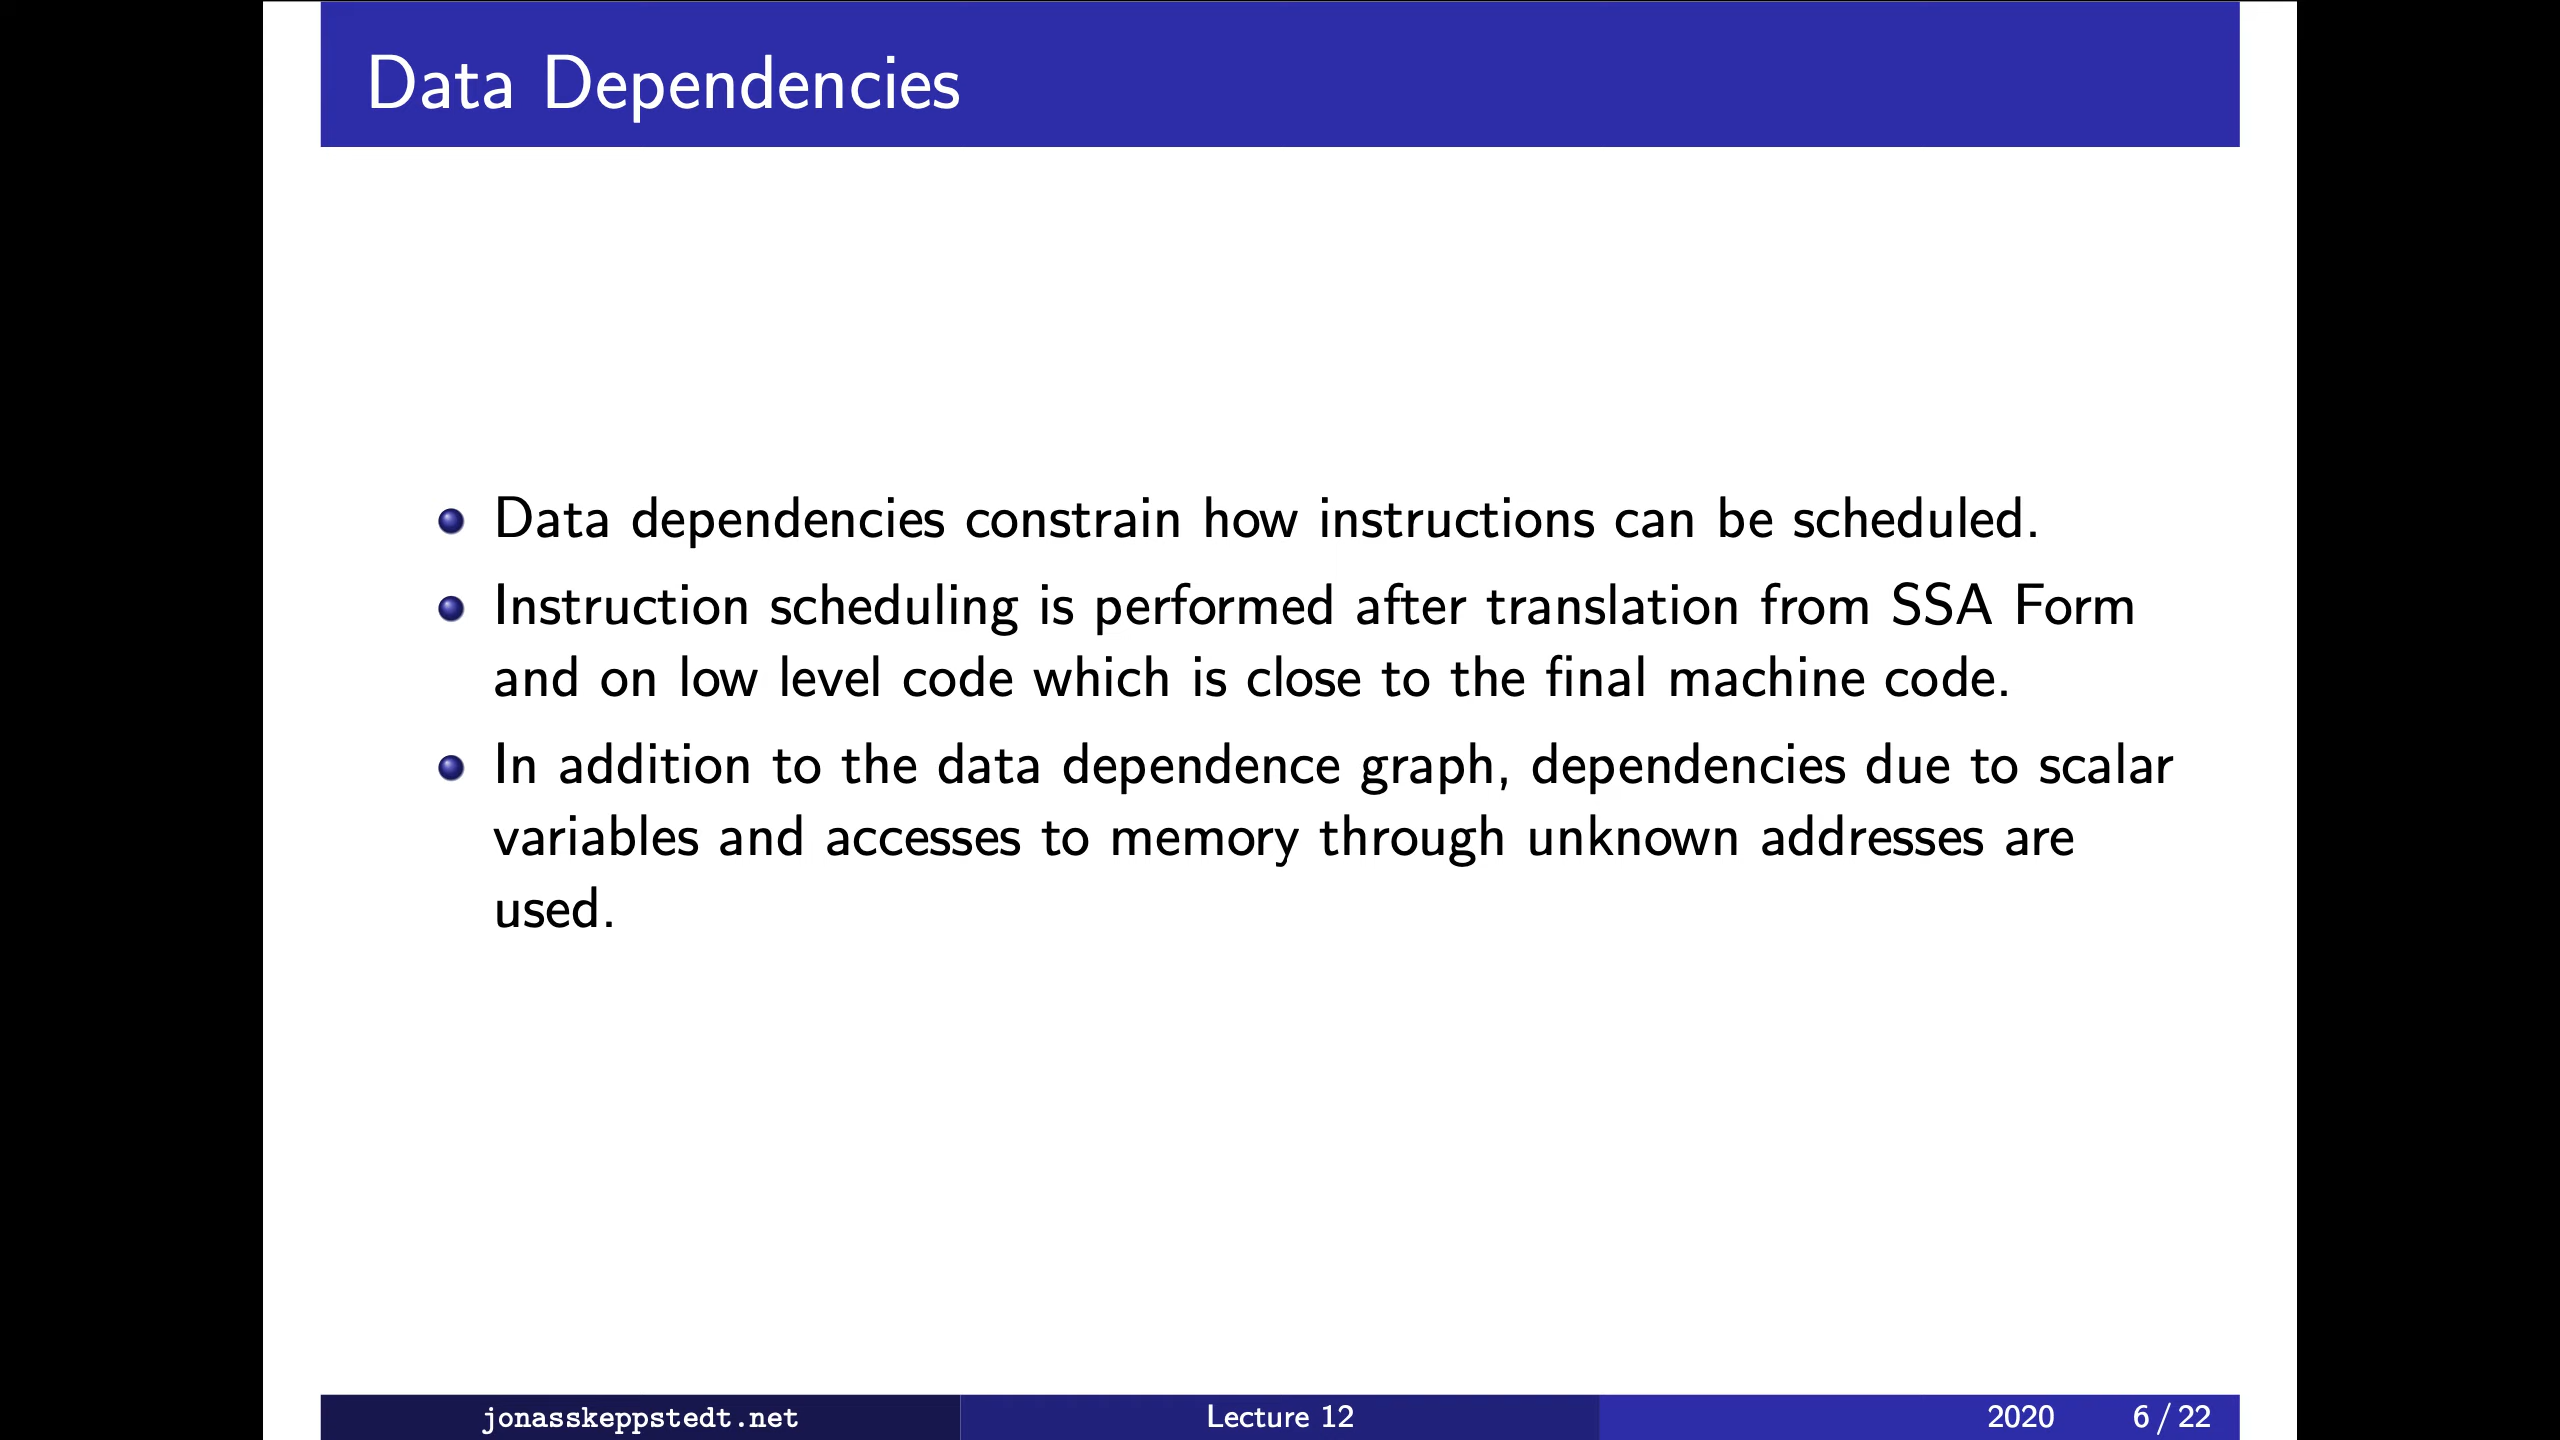 Data Dependencies
Data dependencies constrain how instructions can be scheduled.
Instruction scheduling is performed after translation from SSA Form
and on low level code which is close to the final machine code.
In addition to the data dependence graph, dependencies due to scalar
variables and accesses to memory through unknown addresses are
used.
jonasskeppstedt.net Lecture 12 2020 6 / 22